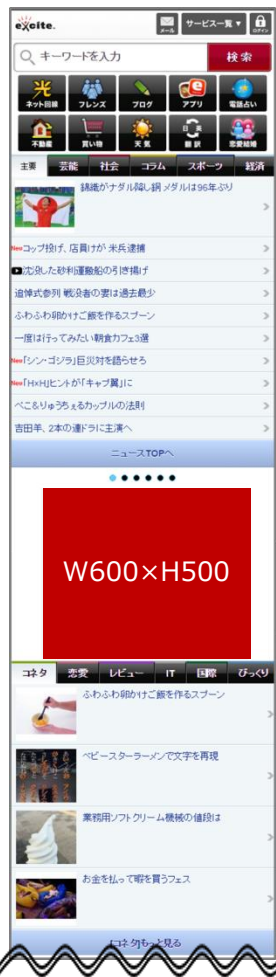 excite.
メール
サービス一覧▼
ログイン
キーワードを入力
検索
ネット回線
フレンズ
ブログ
アプリ
電話占い
不動産
買い物
天気
翻訳
恋愛結婚
主要 芸能 社会 コラム スポーツ 経済
錦織がナダル降し銅 メダルは96年ぶり
Newコップ投げ、店員けが 米兵逮捕
沈没した砂利運搬船の引き揚げ
追悼式参列 戦没者の妻は過去最少
ふわふわ卵かけご飯を作るスプーン
一度は行ってみたい朝食カフェ3選
New「シン・ゴジラ」巨災対を語らせろ
New「H×H」ヒントが「キャプ翼」に
ぺこ&りゅうちぇるカップルの法則
吉田羊、2本の連ドラに主演へ
ニュースTOPへ
W600×H500
コネタ 恋愛 レビュー IT 国際 びっくり
ふわふわ卵かけご飯を作るスプーン
ベビースターラーメンで文字を再現
業務用ソフトクリーム機械の値段は
お金を払って暇を買うフェス
コネタをもっと見る